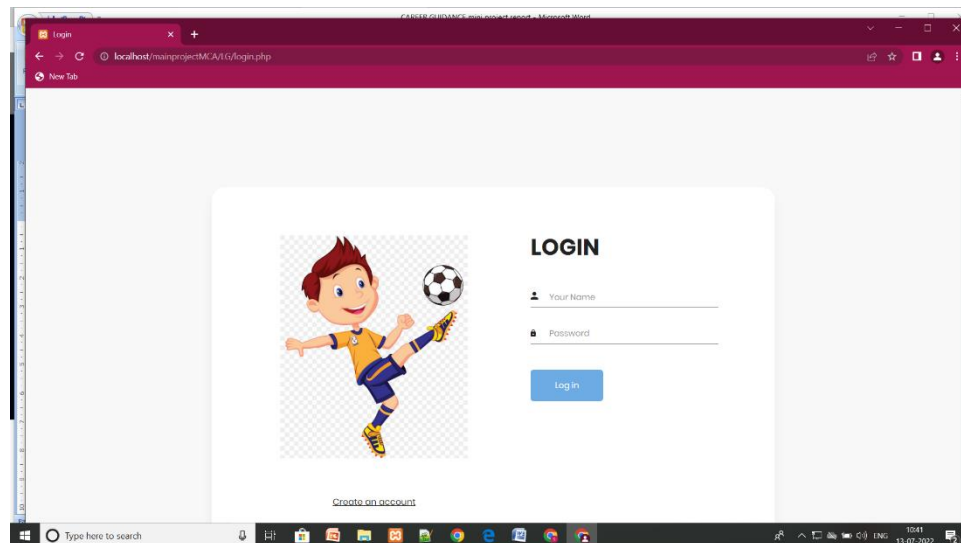 CAREER GUIDANCE mini project report - Microsoft Word
Login
localhost/mainprojectMCA/LG/login.php
New Tab
LOGIN
Your Name
Password
Log in
Create an account
Type here to search
ENG
10:41
13-07-2022